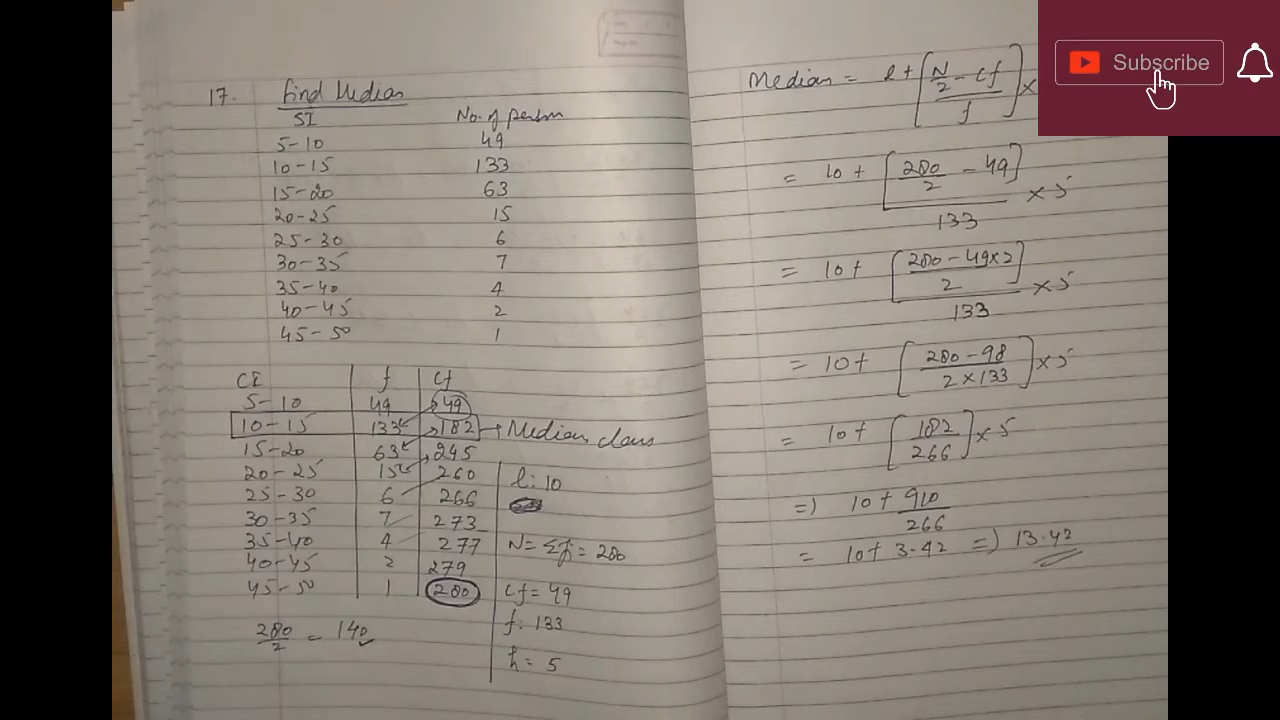 17. Find Median
SI No. of person
5-10 49
10-15 133
15-20 63
20-25 15
25-30 6
30-35 7
35-40 4
40-45 2
45-50 1
CI f cf
5-10 49 49
10-15 133 182 → Median class
15-20 63 245
20-25 15 260
25-30 6 266
30-35 7 273
35-40 4 277
40-45 2 279
45-50 1 280
280/2 = 140
l: 10
N = Σf = 280
cf = 49
f: 133
h = 5
Median = l + [N/2 - cf / f] ×
= 10 + [280/2 - 49] / 133 × 5
= 10 + [280 - 49×2 / 2] / 133 × 5
= 10 + [280 - 98 / 2×133] × 5
= 10 + [182 / 266] × 5
=) 10 + 910/266
= 10 + 3.42 =) 13.42
Subscribe